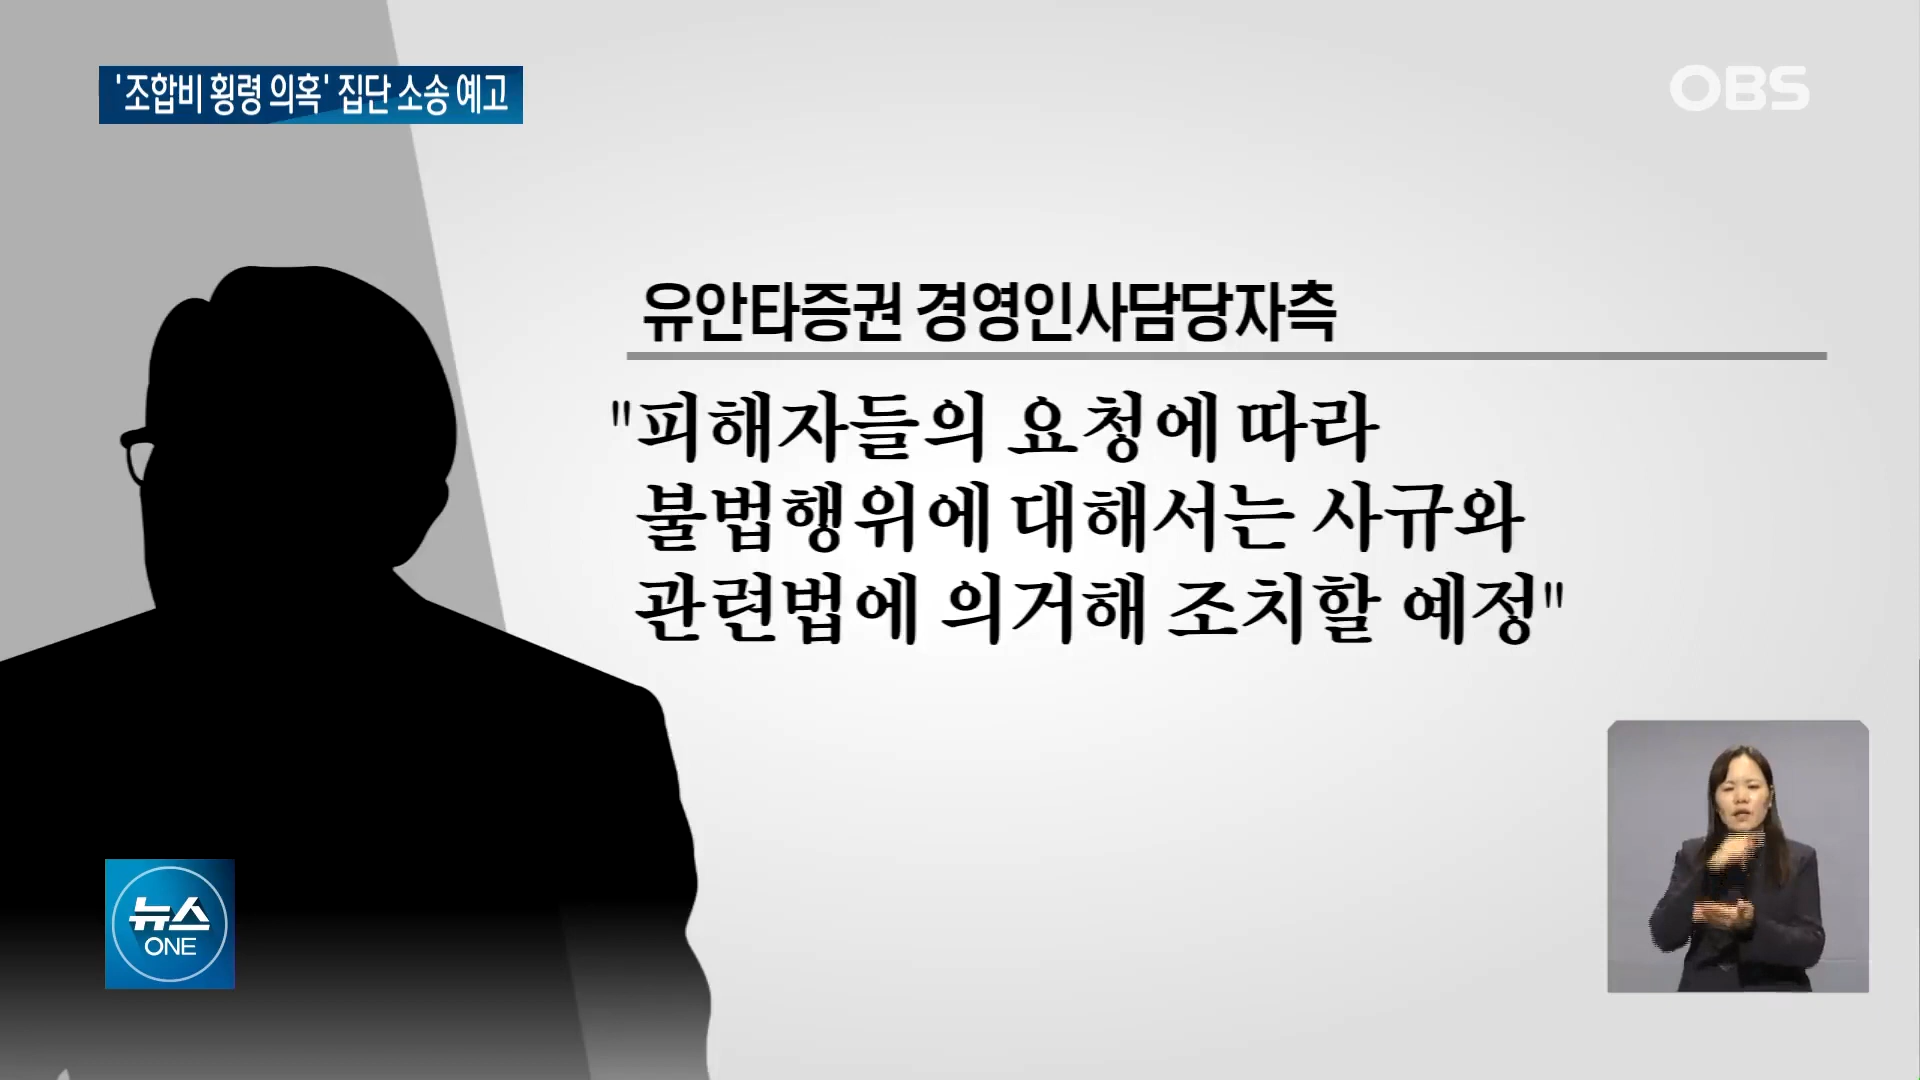 '조합비 횡령 의혹' 집단 소송 예고
OBS
유안타증권 경영인사담당자측
"피해자들의 요청에 따라
불법행위에 대해서는 사규와
관련법에 의거해 조치할 예정"
뉴스
ONE